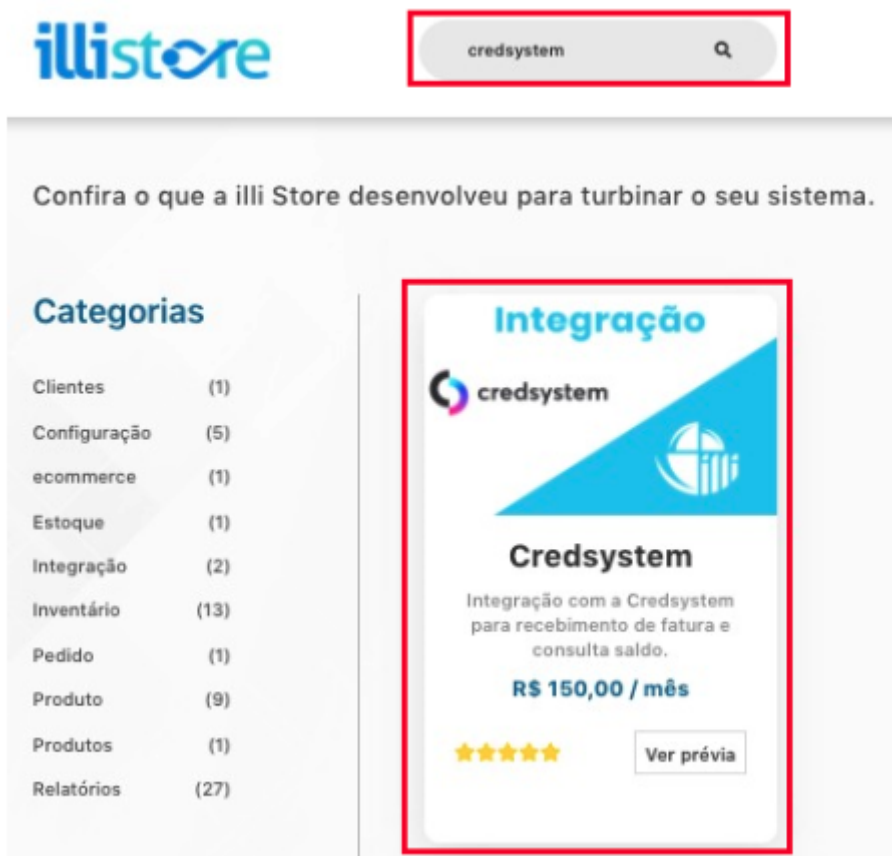 illistore
credsystem
Confira o que a illi Store desenvolveu para turbinar o seu sistema.
Categorias
Clientes (1)
Configuração (5)
ecommerce (1)
Estoque (1)
Integração (2)
Inventário (13)
Pedido (1)
Produto (9)
Produtos (1)
Relatórios (27)
Integração
credsystem
illi
Credsystem
Integração com a Credsystem
para recebimento de fatura e
consulta saldo.
R$ 150,00 / mês
Ver prévia